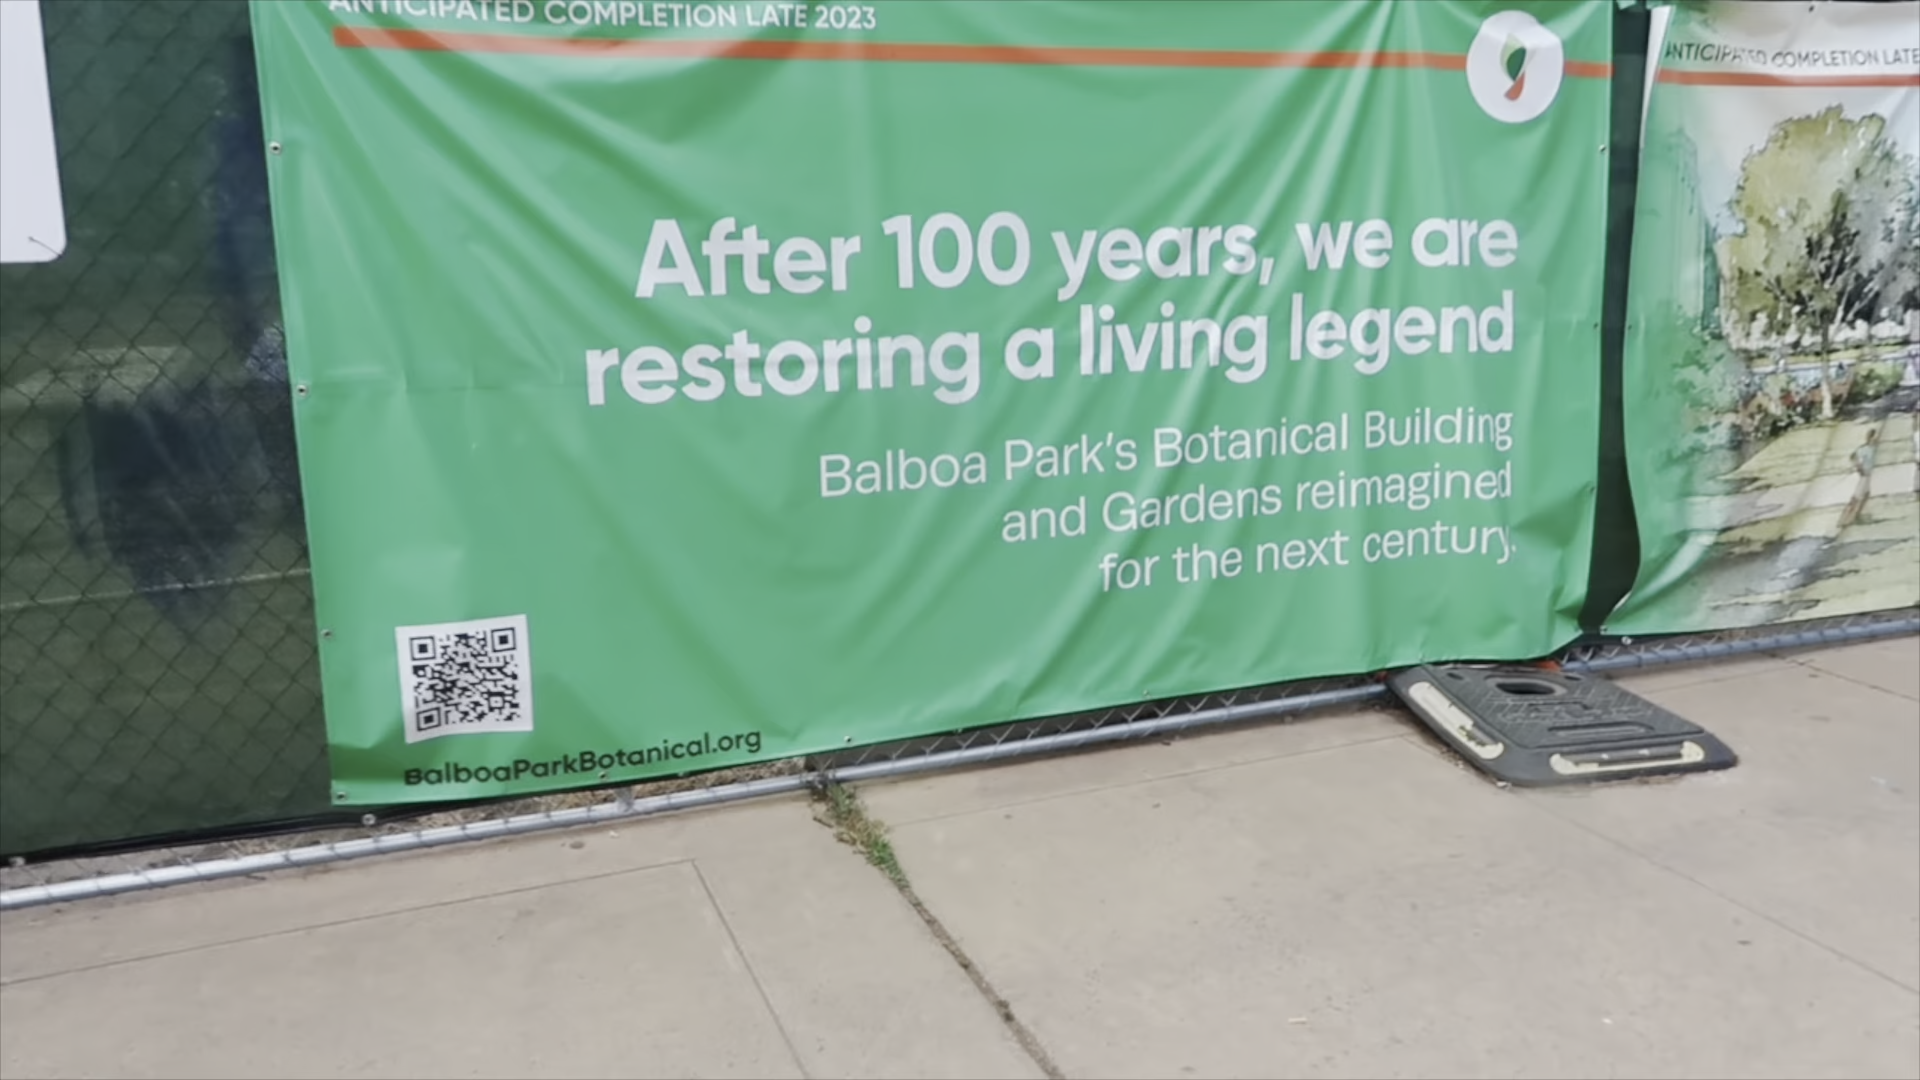 ANTICIPATED COMPLETION LATE 2023
After 100 years, we are
restoring a living legend
Balboa Park's Botanical Building
and Gardens reimagined
for the next century.
BalboaParkBotanical.org
ANTICIPATED COMPLETION LATE